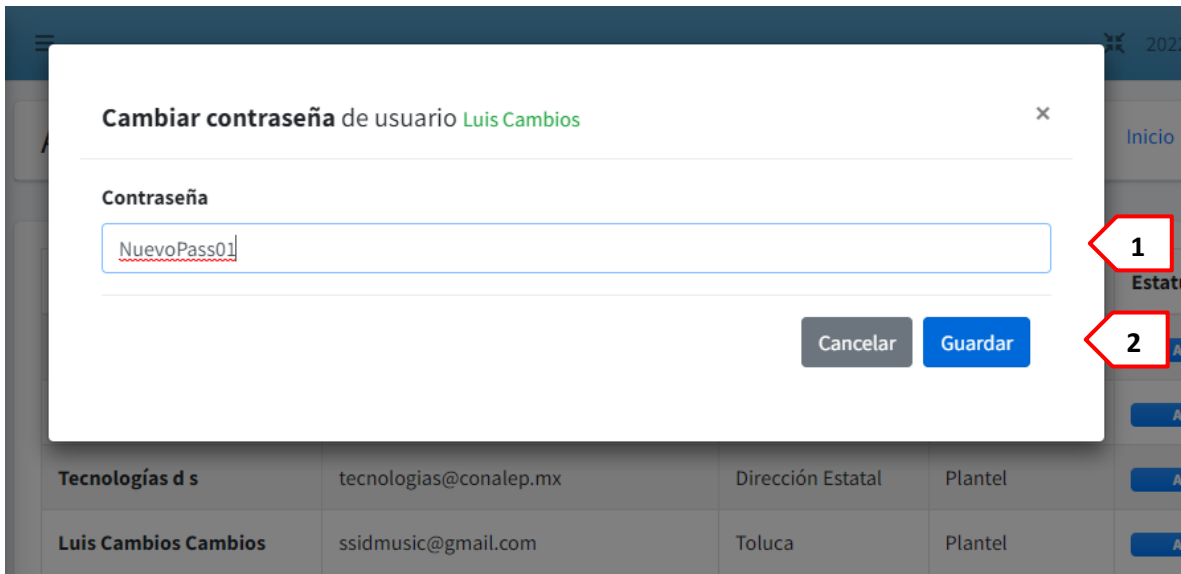 202
Cambiar contraseña de usuario Luis Cambios ×
Inicio
Contraseña
NuevoPass01
1
Estatu
Cancelar Guardar
2
A
A
Tecnologías d s tecnologias@conalep.mx Dirección Estatal Plantel A
Luis Cambios Cambios ssidmusic@gmail.com Toluca Plantel A